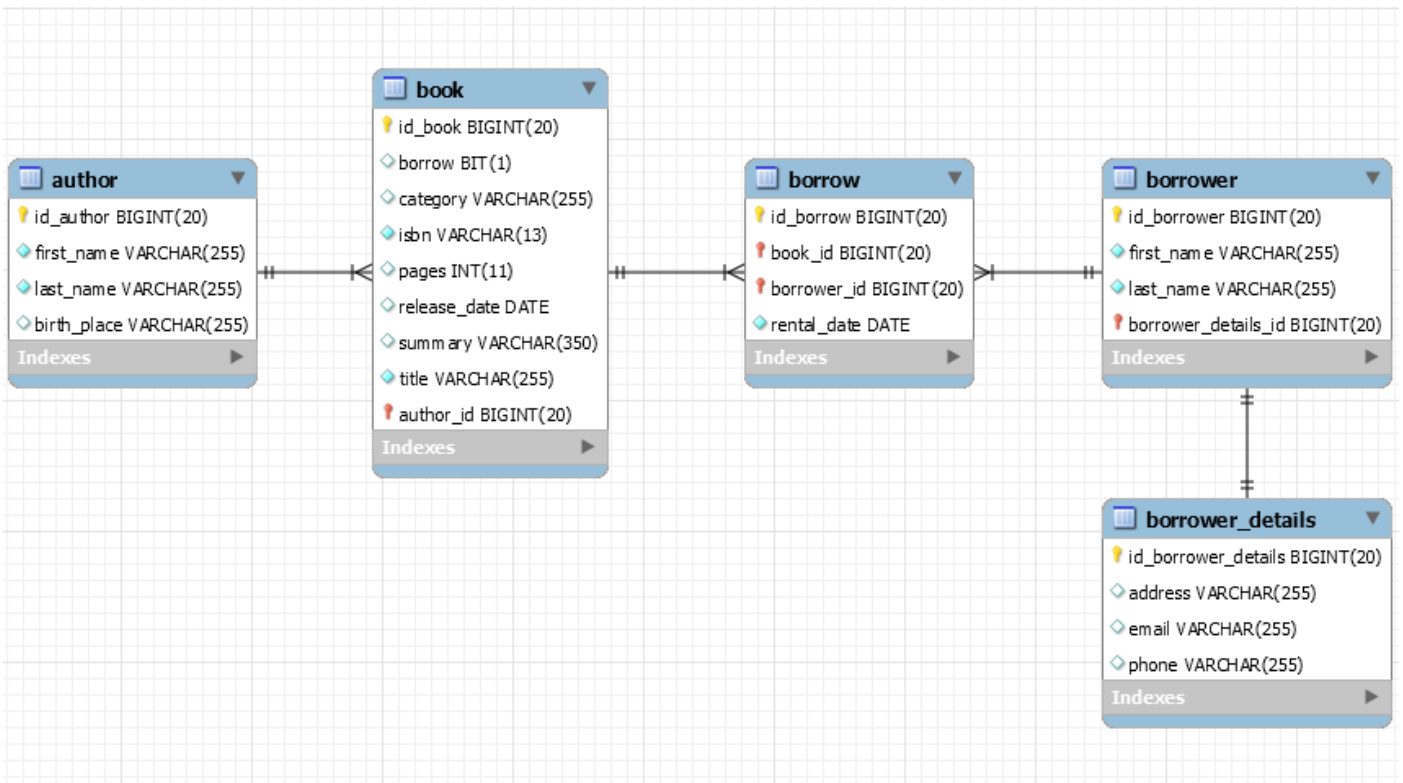 author
id_author BIGINT(20)
first_name VARCHAR(255)
last_name VARCHAR(255)
birth_place VARCHAR(255)
Indexes
book
id_book BIGINT(20)
borrow BIT(1)
category VARCHAR(255)
isbn VARCHAR(13)
pages INT(11)
release_date DATE
summary VARCHAR(350)
title VARCHAR(255)
author_id BIGINT(20)
Indexes
borrow
id_borrow BIGINT(20)
book_id BIGINT(20)
borrower_id BIGINT(20)
rental_date DATE
Indexes
borrower
id_borrower BIGINT(20)
first_name VARCHAR(255)
last_name VARCHAR(255)
borrower_details_id BIGINT(20)
Indexes
borrower_details
id_borrower_details BIGINT(20)
address VARCHAR(255)
email VARCHAR(255)
phone VARCHAR(255)
Indexes